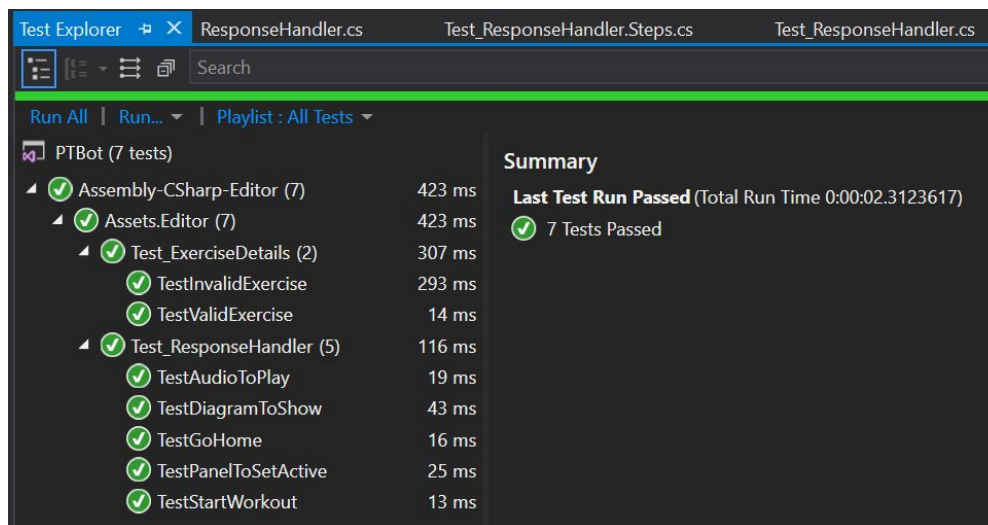 Test Explorer ResponseHandler.cs Test_ResponseHandler.Steps.cs Test_ResponseHandler.cs
Search
Run All | Run... | Playlist : All Tests
PTBot (7 tests)
Assembly-CSharp-Editor (7) 423 ms
Assets.Editor (7) 423 ms
Test_ExerciseDetails (2) 307 ms
TestInvalidExercise 293 ms
TestValidExercise 14 ms
Test_ResponseHandler (5) 116 ms
TestAudioToPlay 19 ms
TestDiagramToShow 43 ms
TestGoHome 16 ms
TestPanelToSetActive 25 ms
TestStartWorkout 13 ms
Summary
Last Test Run Passed (Total Run Time 0:00:02.3123617)
7 Tests Passed